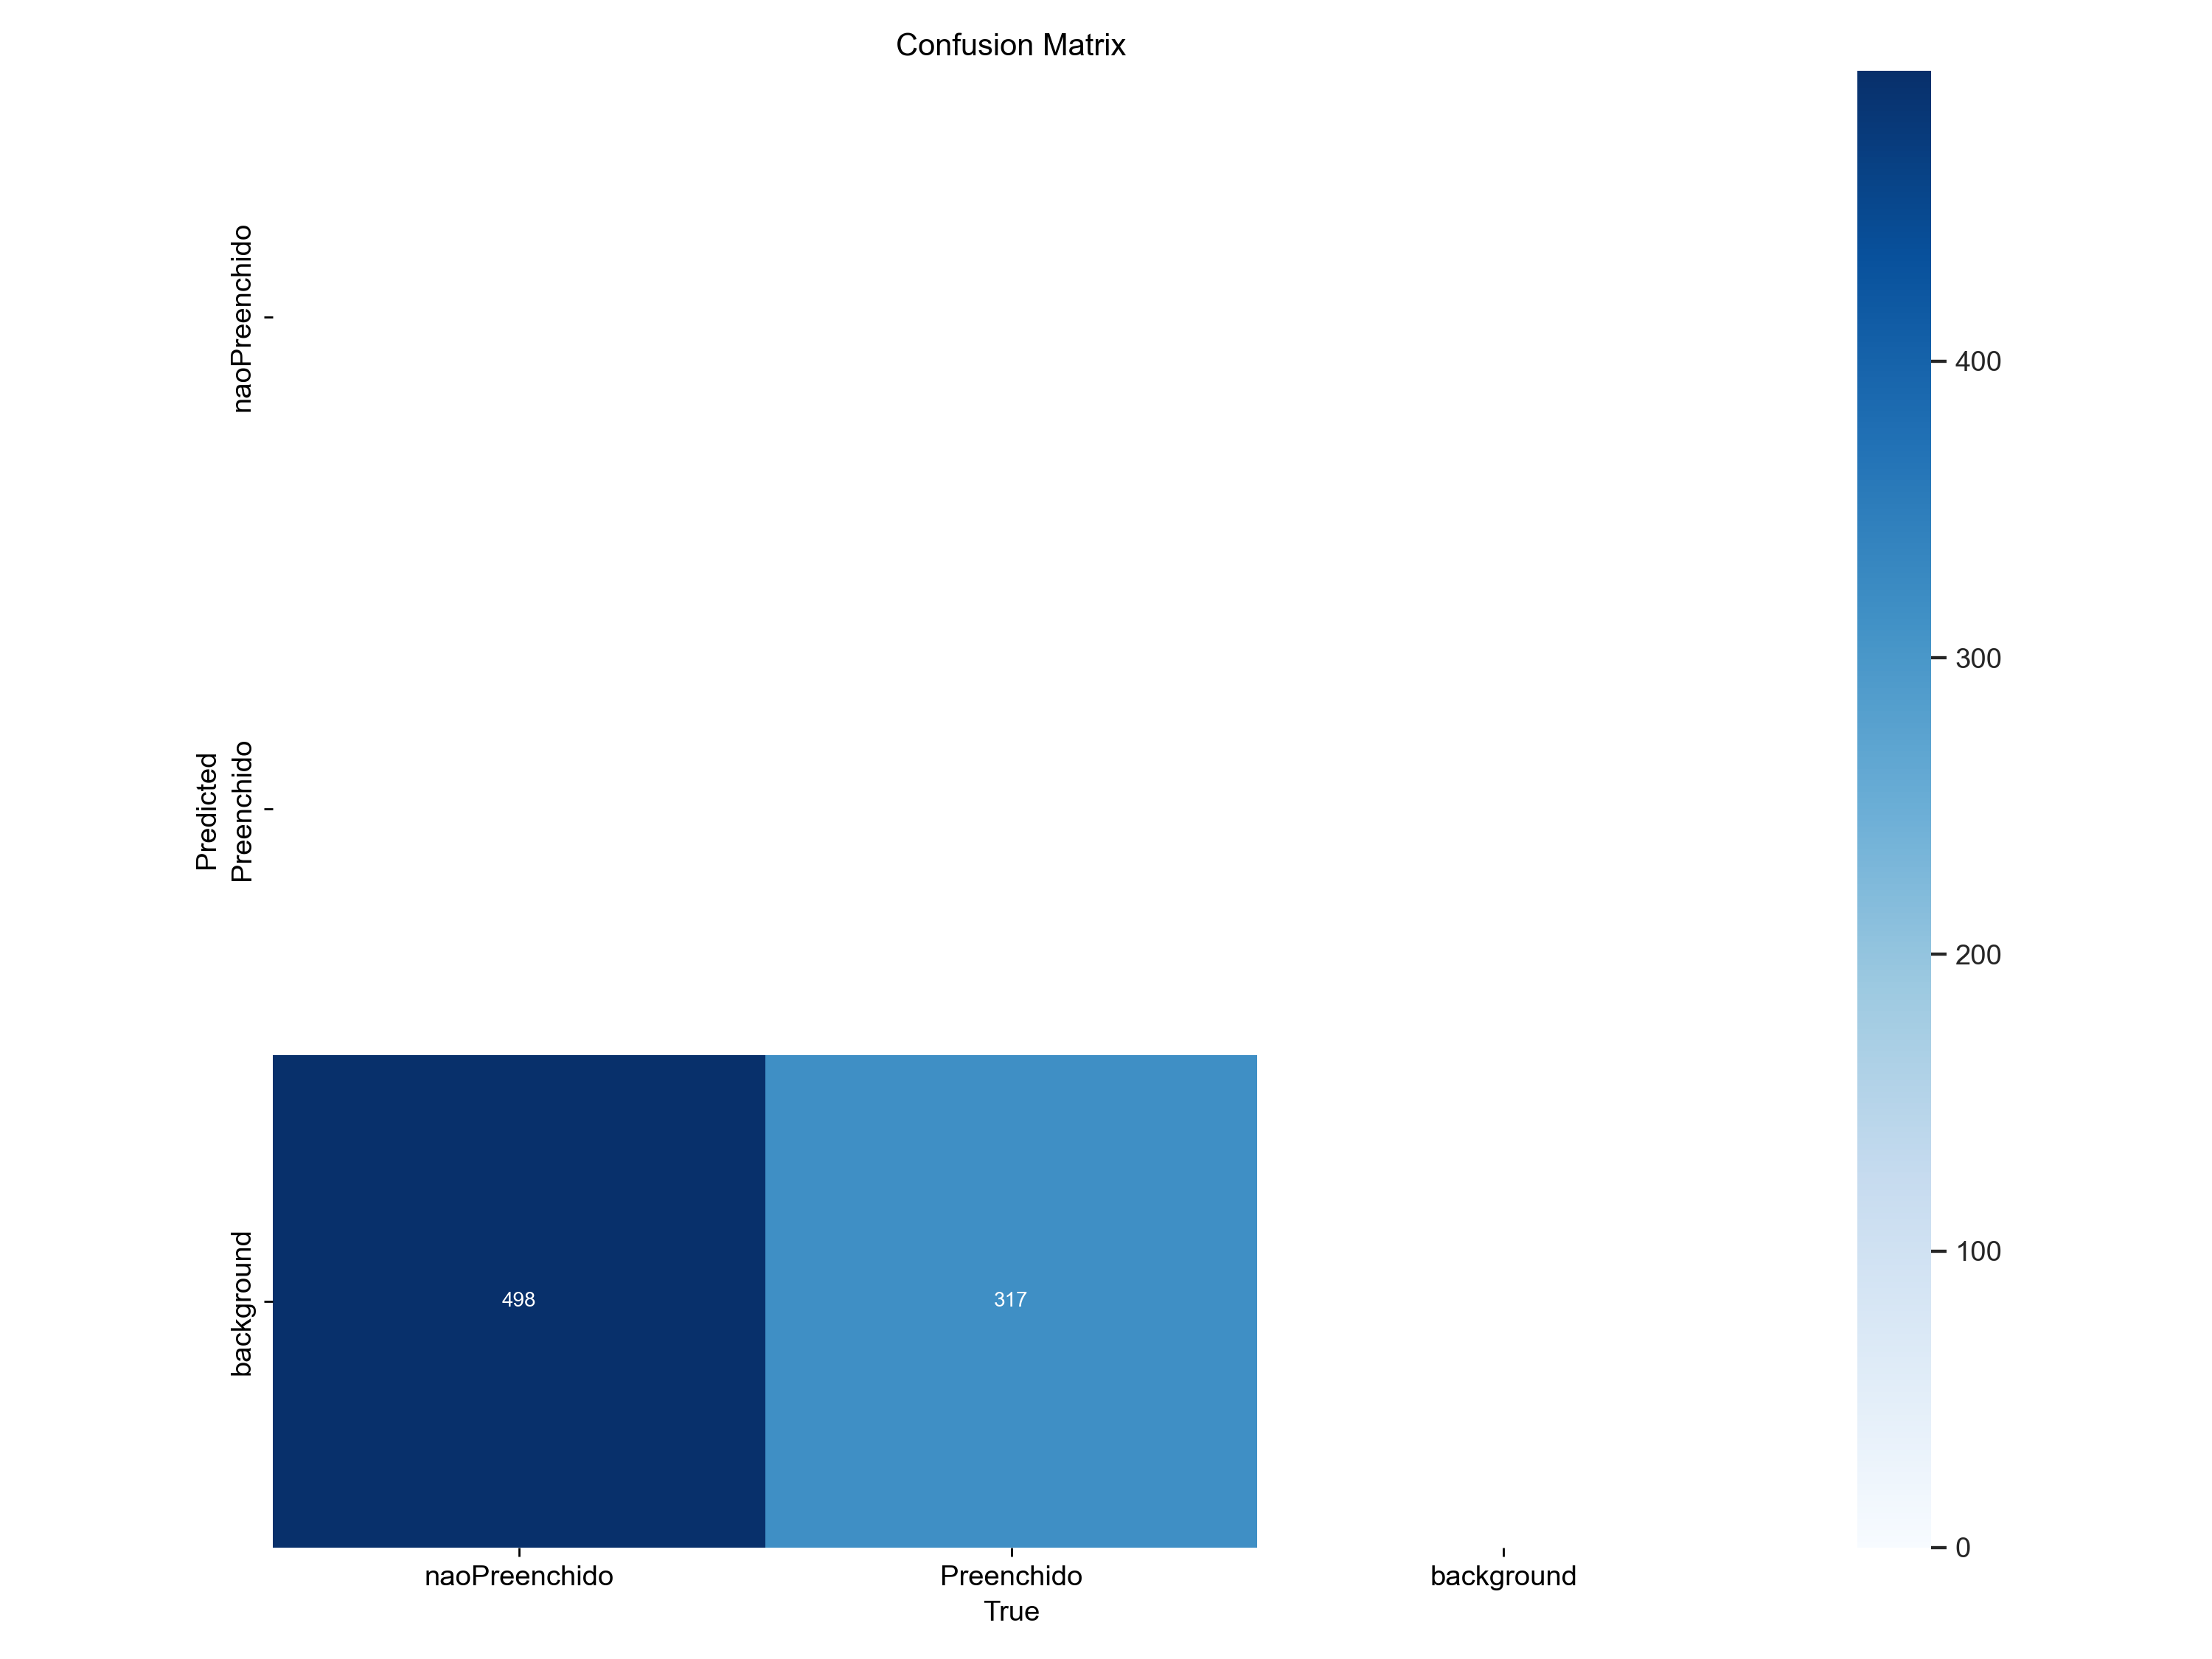 Confusion Matrix
naoPreenchido
Preenchido
background
Predicted
498
317
naoPreenchido
Preenchido
background
True
400
300
200
100
0